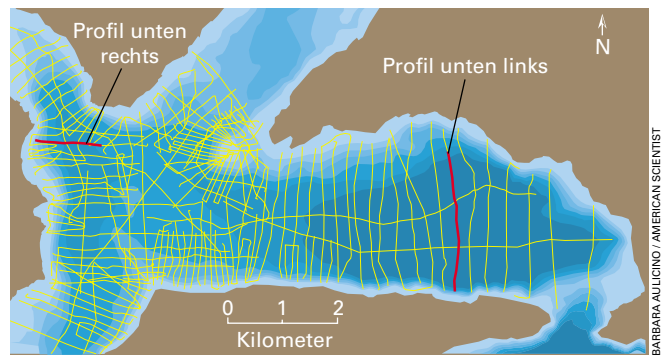 Profil unten
rechts
Profil unten links
N
0 1 2
Kilometer
BARBARA AULICINO / AMERICAN SCIENTIST